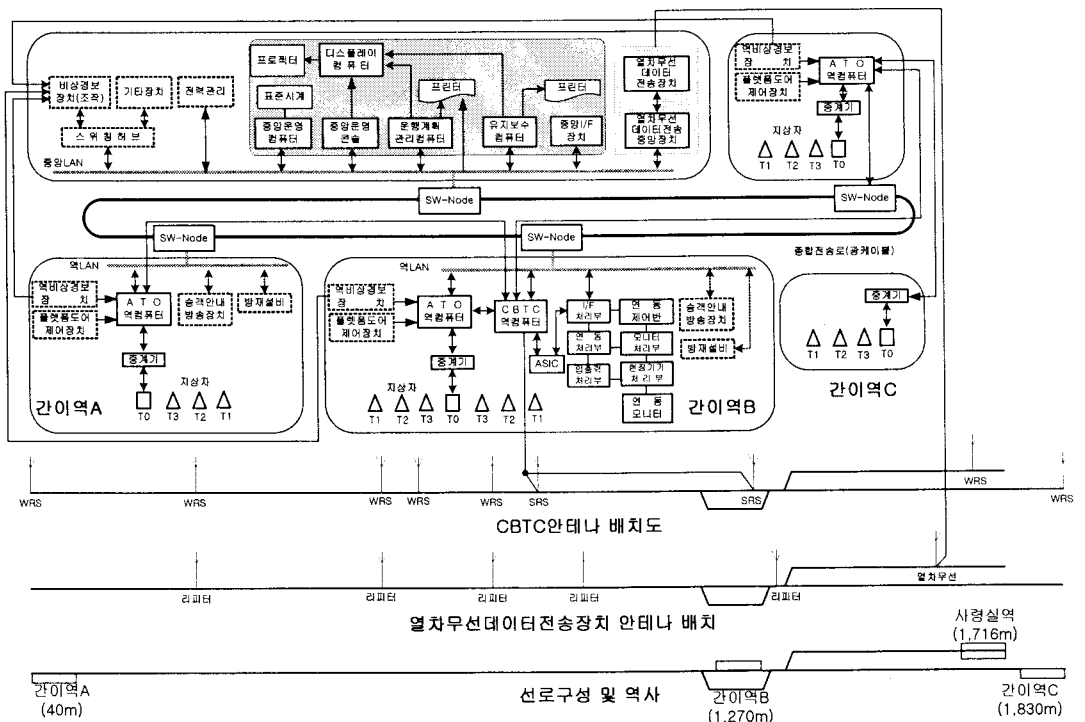 비상경보
장치(조작)
기타장치
전력관리
스위칭허브
중앙LAN
프로젝터
디스플레이
컴퓨터
표준시계
프린터
프린터
중앙운영
컴퓨터
중앙운영
콘솔
운행계획
관리컴퓨터
유지보수
컴퓨터
중앙I/F
장치
열차무선
데이터
전송장치
열차무선
데이터전송
중앙장치
역비상경보
장 치
플랫폼도어
제어장치
ATO
역컴퓨터
중계기
지상자
T1 T2 T3 T0
SW-Node
SW-Node
SW-Node
SW-Node
종합전송로(광케이블)
역LAN
역비상경보
장 치
플랫폼도어
제어장치
ATO
역컴퓨터
승객안내
방송장치
방재설비
중계기
지상자
T0 T3 T2 T1
간이역A
역LAN
역비상경보
장 치
플랫폼도어
제어장치
ATO
역컴퓨터
CBTC
역컴퓨터
I/F
처리부
연 동
제어반
승객안내
방송장치
방재설비
연 동
처리부
모니터
처리부
ASIC
입출력
처리부
현장기기
처리부
연 동
모니터
중계기
지상자
T1 T2 T3 T0 T3 T2 T1
간이역B
중계기
T1 T2 T3 T0
간이역C
WRS WRS WRS WRS WRS SRS SRS WRS WRS
CBTC안테나 배치도
리피터 리피터 리피터 리피터 리피터 열차무선
열차무선데이터전송장치 안테나 배치
사령실역
(1,716m)
간이역A
(40m)
선로구성 및 역사
간이역B
(1,270m)
간이역C
(1,830m)